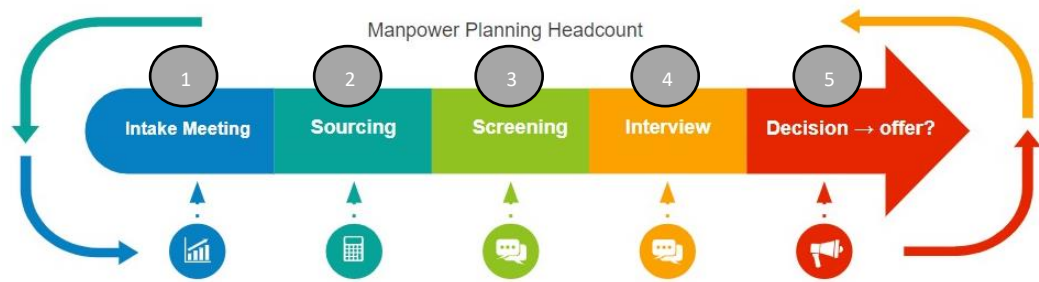 Manpower Planning Headcount
1 2 3 4 5
Intake Meeting Sourcing Screening Interview Decision → offer?